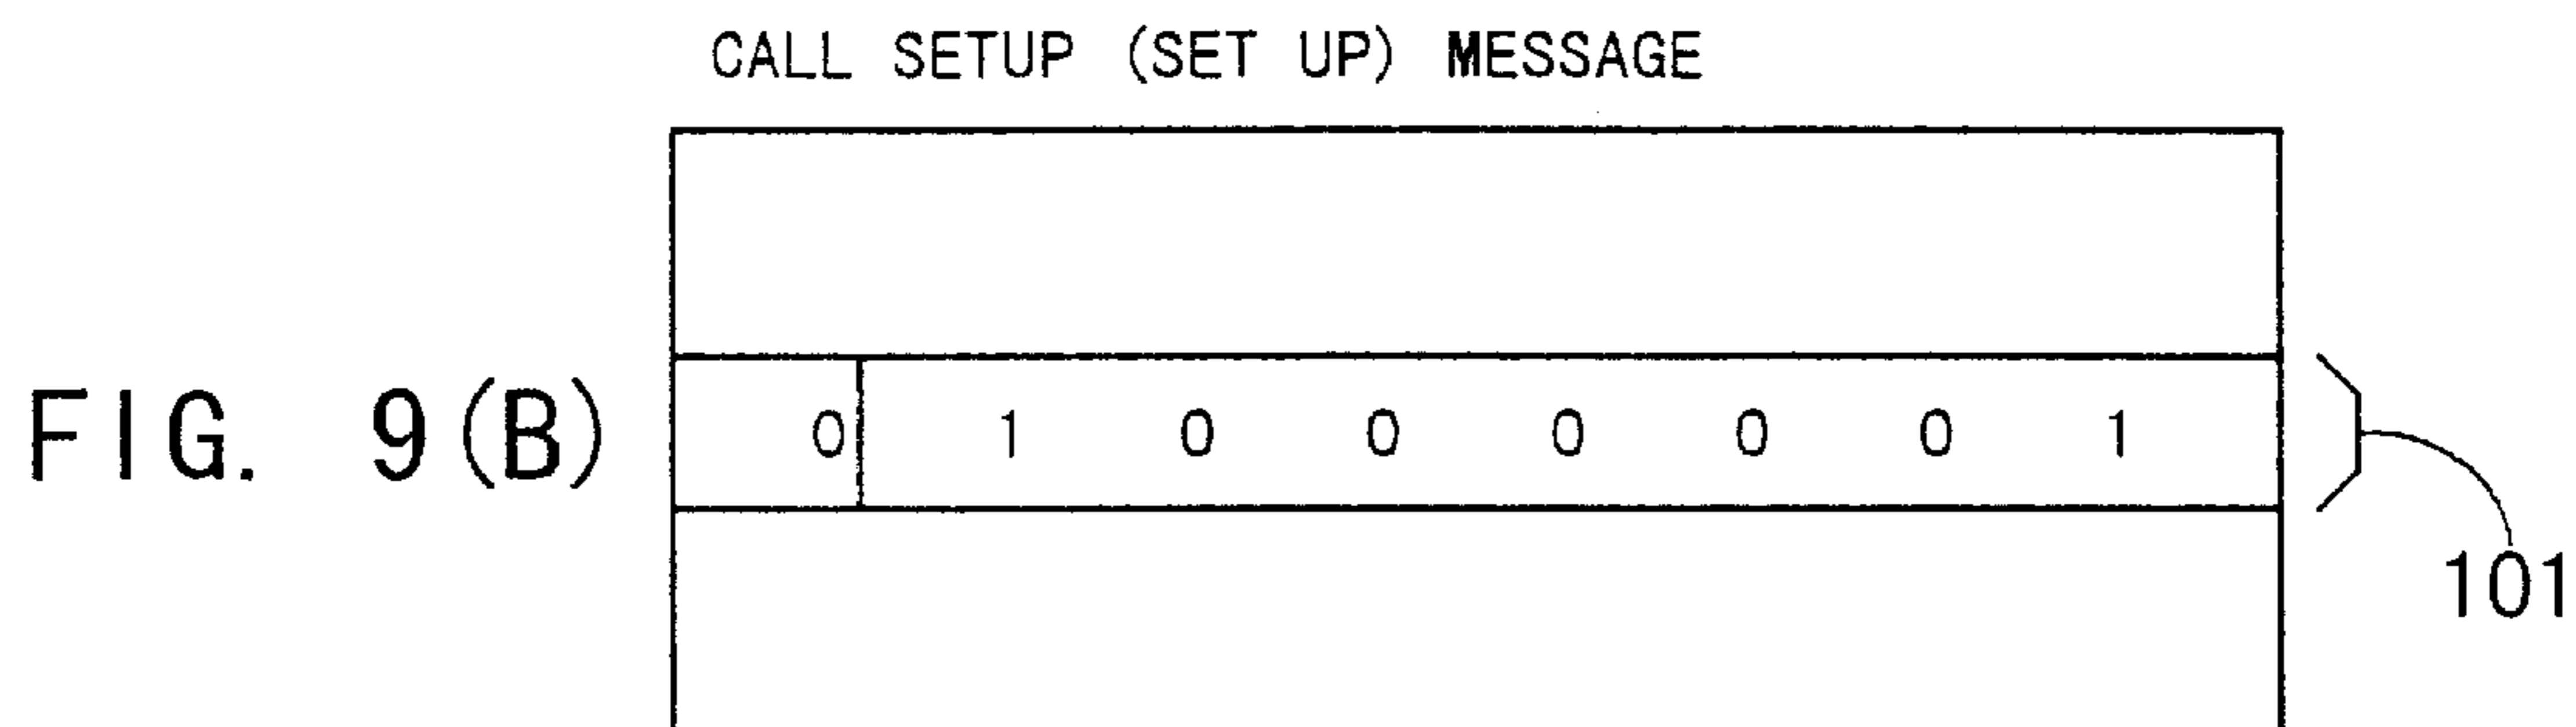 CALL SETUP (SET UP) MESSAGE
FIG. 9(B)
0 1 0 0 0 0 0 1
101